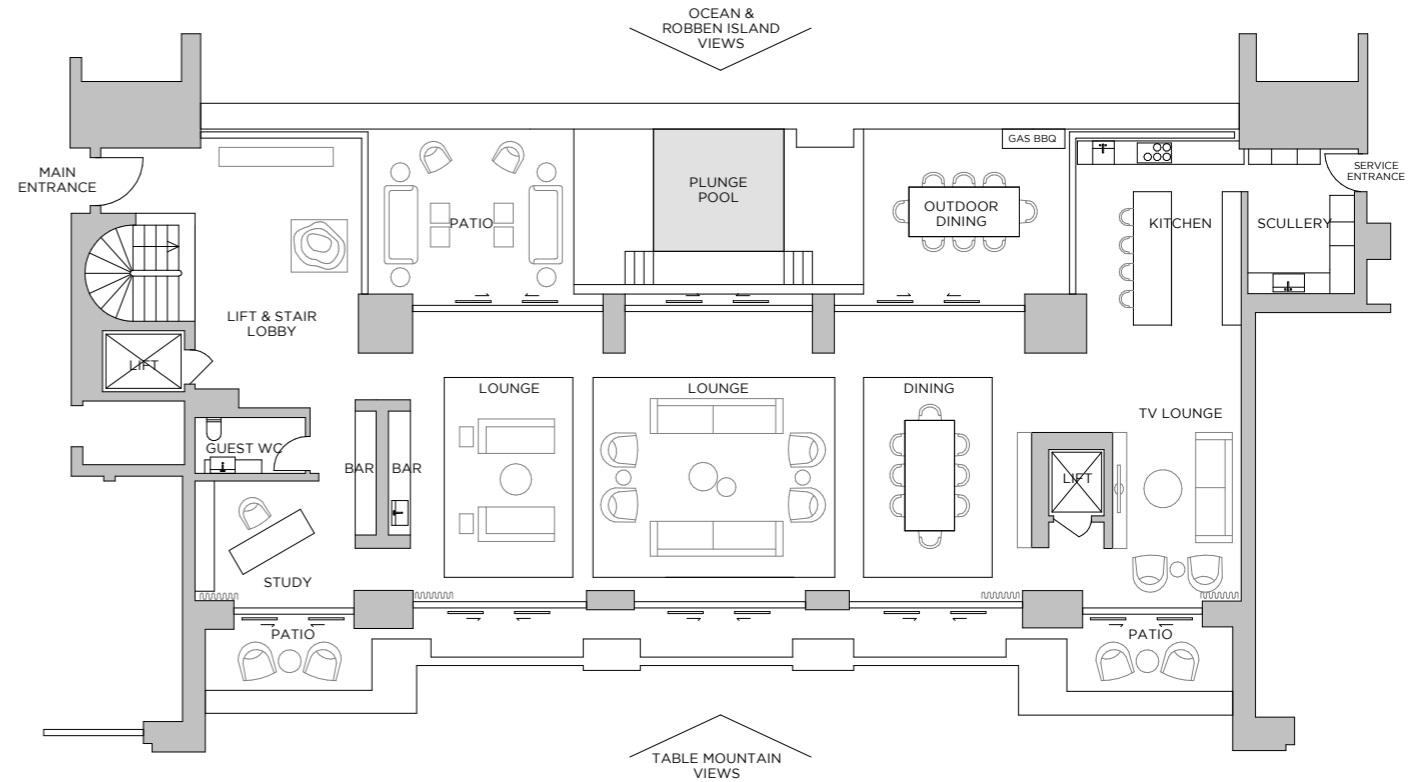 OCEAN &
ROBBEN ISLAND
VIEWS
GAS BBQ
MAIN
ENTRANCE
SERVICE
ENTRANCE
PLUNGE
POOL
PATIO
OUTDOOR
DINING
KITCHEN
SCULLERY
LIFT & STAIR
LOBBY
LIFT
LOUNGE
LOUNGE
DINING
TV LOUNGE
GUEST WC
BAR
BAR
LIFT
STUDY
PATIO
PATIO
TABLE MOUNTAIN
VIEWS